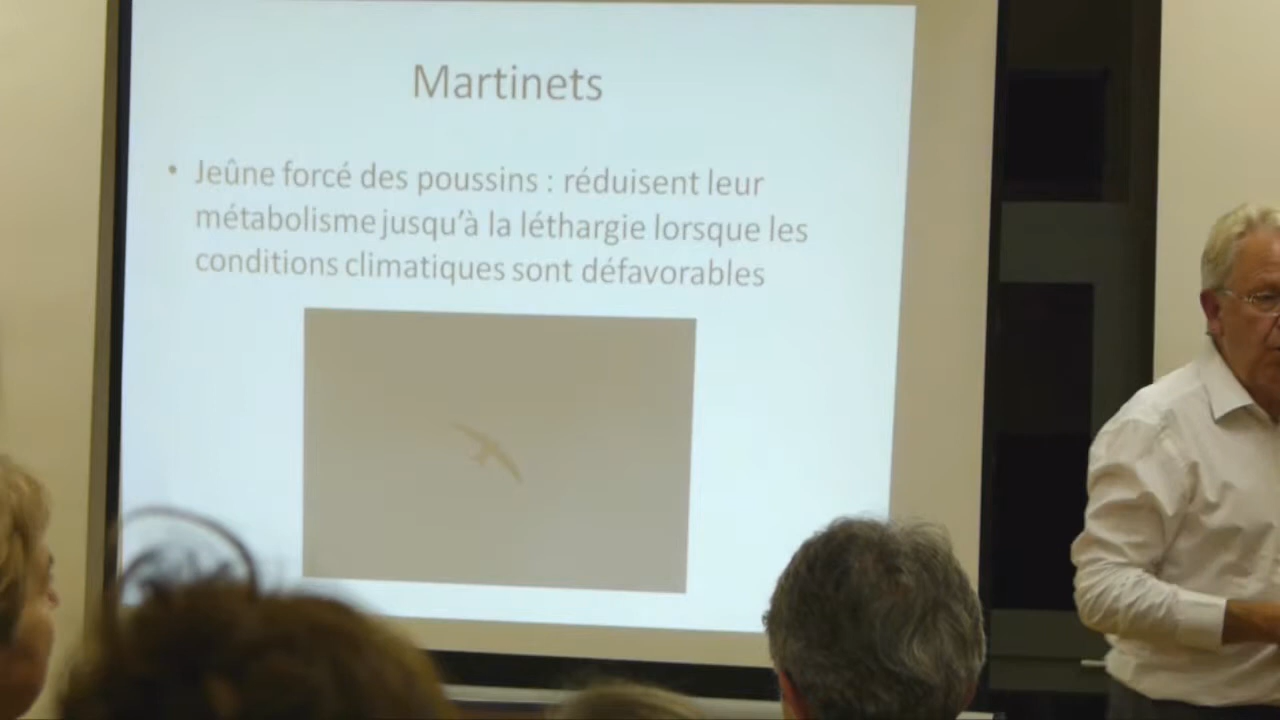 Martinets
• Jeûne forcé des poussins : réduisent leur
métabolisme jusqu'à la léthargie lorsque les
conditions climatiques sont défavorables